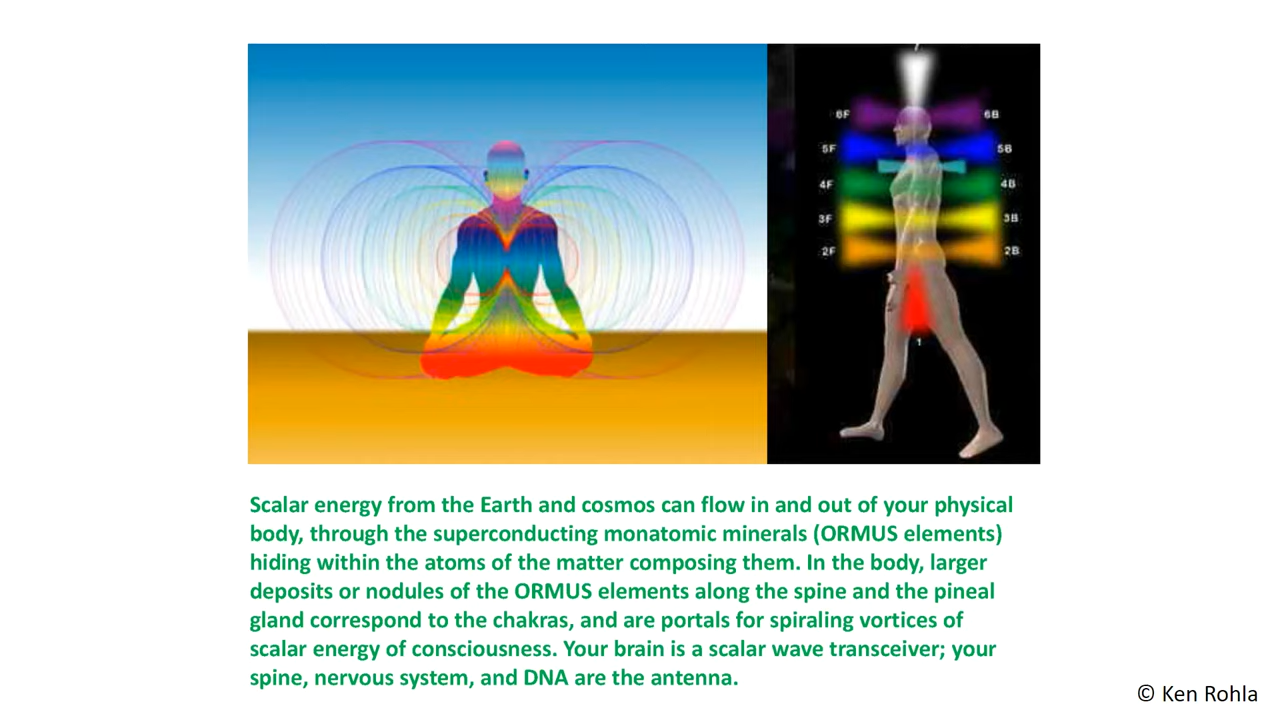 6F 6B
5F 5B
4F 4B
3F 3B
2F 2B
1
Scalar energy from the Earth and cosmos can flow in and out of your physical
body, through the superconducting monatomic minerals (ORMUS elements)
hiding within the atoms of the matter composing them. In the body, larger
deposits or nodules of the ORMUS elements along the spine and the pineal
gland correspond to the chakras, and are portals for spiraling vortices of
scalar energy of consciousness. Your brain is a scalar wave transceiver; your
spine, nervous system, and DNA are the antenna.
© Ken Rohla